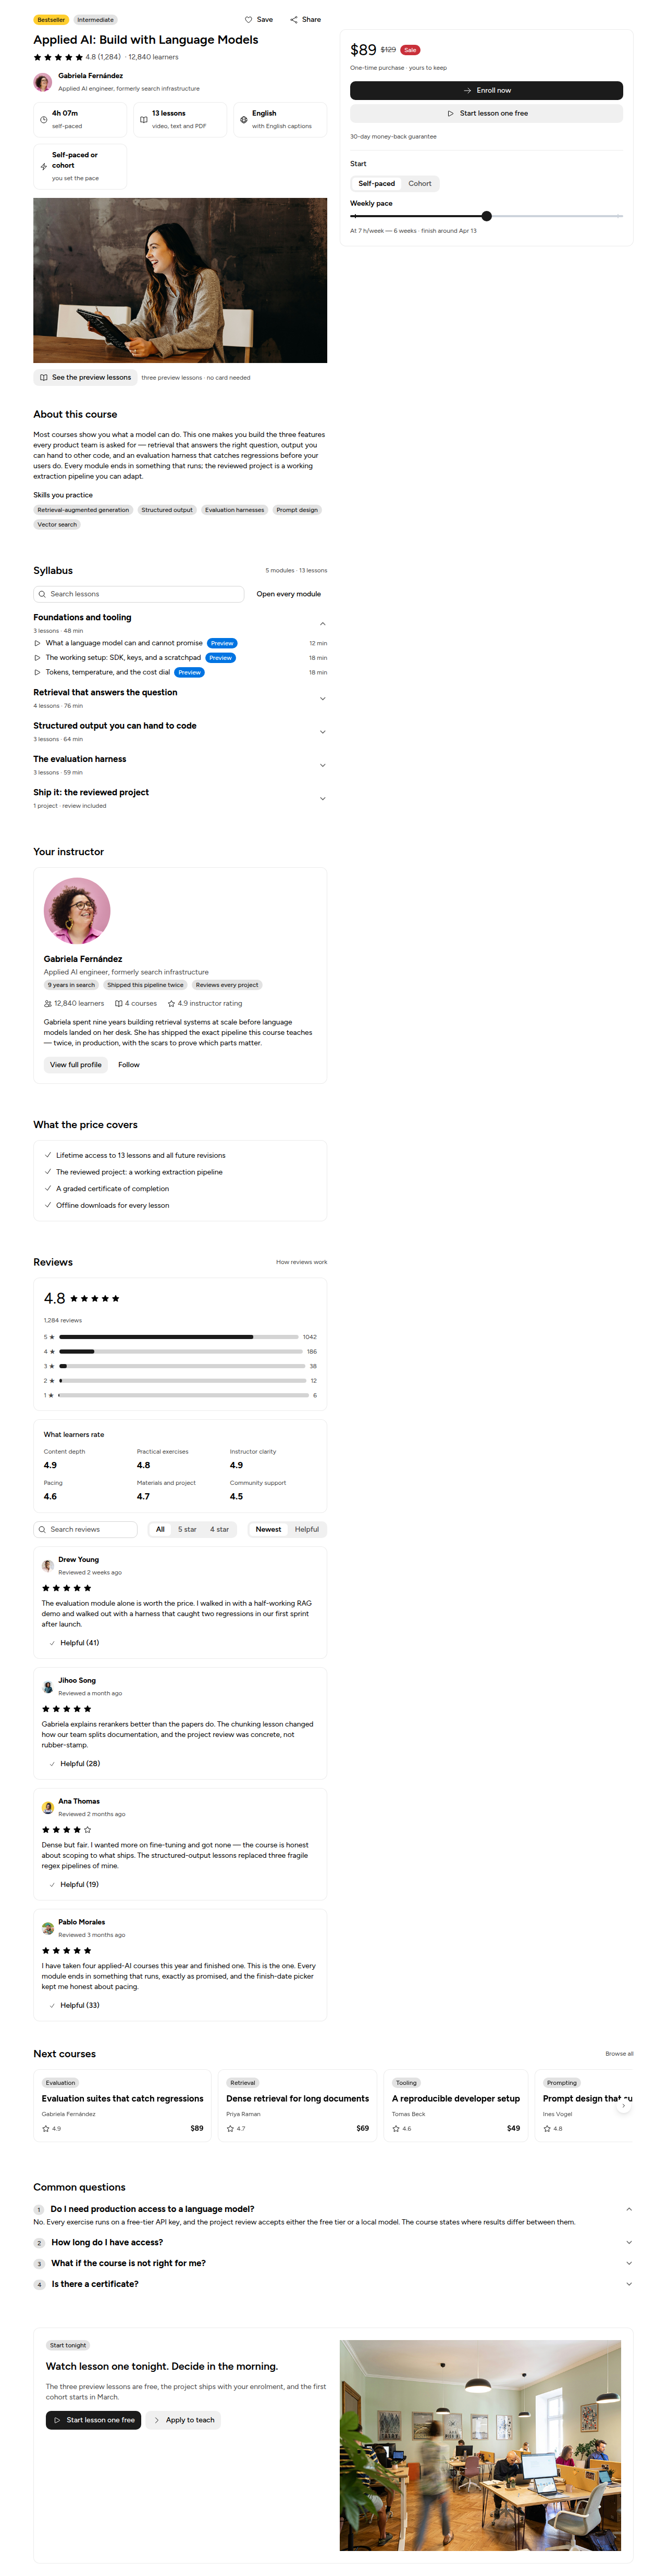 Bestseller Intermediate Save Share
Applied AI: Build with Language Models
4.8 (1,284) · 12,840 learners
Gabriela Fernández
Applied AI engineer, formerly search infrastructure
4h 07m
self-paced
13 lessons
video, text and PDF
English
with English captions
Self-paced or
cohort
you set the pace
See the preview lessons three preview lessons · no card needed
$89 $129 Sale
One-time purchase · yours to keep
Enroll now
Start lesson one free
30-day money-back guarantee
Start
Self-paced Cohort
Weekly pace
At 7 h/week — 6 weeks · finish around Apr 13
About this course
Most courses show you what a model can do. This one makes you build the three features
every product team is asked for — retrieval that answers the right question, output you
can hand to other code, and an evaluation harness that catches regressions before your
users do. Every module ends in something that runs; the reviewed project is a working
extraction pipeline you can adapt.
Skills you practice
Retrieval-augmented generation Structured output Evaluation harnesses Prompt design
Vector search
Syllabus 5 modules · 13 lessons
Search lessons Open every module
Foundations and tooling
3 lessons · 48 min
What a language model can and cannot promise Preview 12 min
The working setup: SDK, keys, and a scratchpad Preview 18 min
Tokens, temperature, and the cost dial Preview 18 min
Retrieval that answers the question
4 lessons · 76 min
Structured output you can hand to code
3 lessons · 64 min
The evaluation harness
3 lessons · 59 min
Ship it: the reviewed project
1 project · review included
Your instructor
Gabriela Fernández
Applied AI engineer, formerly search infrastructure
9 years in search Shipped this pipeline twice Reviews every project
12,840 learners 4 courses 4.9 instructor rating
Gabriela spent nine years building retrieval systems at scale before language
models landed on her desk. She has shipped the exact pipeline this course teaches
— twice, in production, with the scars to prove which parts matter.
View full profile Follow
What the price covers
Lifetime access to 13 lessons and all future revisions
The reviewed project: a working extraction pipeline
A graded certificate of completion
Offline downloads for every lesson
Reviews How reviews work
4.8
1,284 reviews
5 ★ 1042
4 ★ 186
3 ★ 38
2 ★ 12
1 ★ 6
What learners rate
Content depth Practical exercises Instructor clarity
4.9 4.8 4.9
Pacing Materials and project Community support
4.6 4.7 4.5
Search reviews All 5 star 4 star Newest Helpful
Drew Young
Reviewed 2 weeks ago
The evaluation module alone is worth the price. I walked in with a half-working RAG
demo and walked out with a harness that caught two regressions in our first sprint
after launch.
Helpful (41)
Jihoo Song
Reviewed a month ago
Gabriela explains rerankers better than the papers do. The chunking lesson changed
how our team splits documentation, and the project review was concrete, not
rubber-stamp.
Helpful (28)
Ana Thomas
Reviewed 2 months ago
Dense but fair. I wanted more on fine-tuning and got none — the course is honest
about scoping to what ships. The structured-output lessons replaced three fragile
regex pipelines of mine.
Helpful (19)
Pablo Morales
Reviewed 3 months ago
I have taken four applied-AI courses this year and finished one. This is the one. Every
module ends in something that runs, exactly as promised, and the finish-date picker
kept me honest about pacing.
Helpful (33)
Next courses Browse all
Evaluation
Evaluation suites that catch regressions
Gabriela Fernández
4.9 $89
Retrieval
Dense retrieval for long documents
Priya Raman
4.7 $69
Tooling
A reproducible developer setup
Tomas Beck
4.6 $49
Prompting
Prompt design that su
Ines Vogel
4.8
Common questions
1 Do I need production access to a language model?
No. Every exercise runs on a free-tier API key, and the project review accepts either the free tier or a local model. The course states where results differ between them.
2 How long do I have access?
3 What if the course is not right for me?
4 Is there a certificate?
Start tonight
Watch lesson one tonight. Decide in the morning.
The three preview lessons are free, the project ships with your enrolment, and the first
cohort starts in March.
Start lesson one free Apply to teach